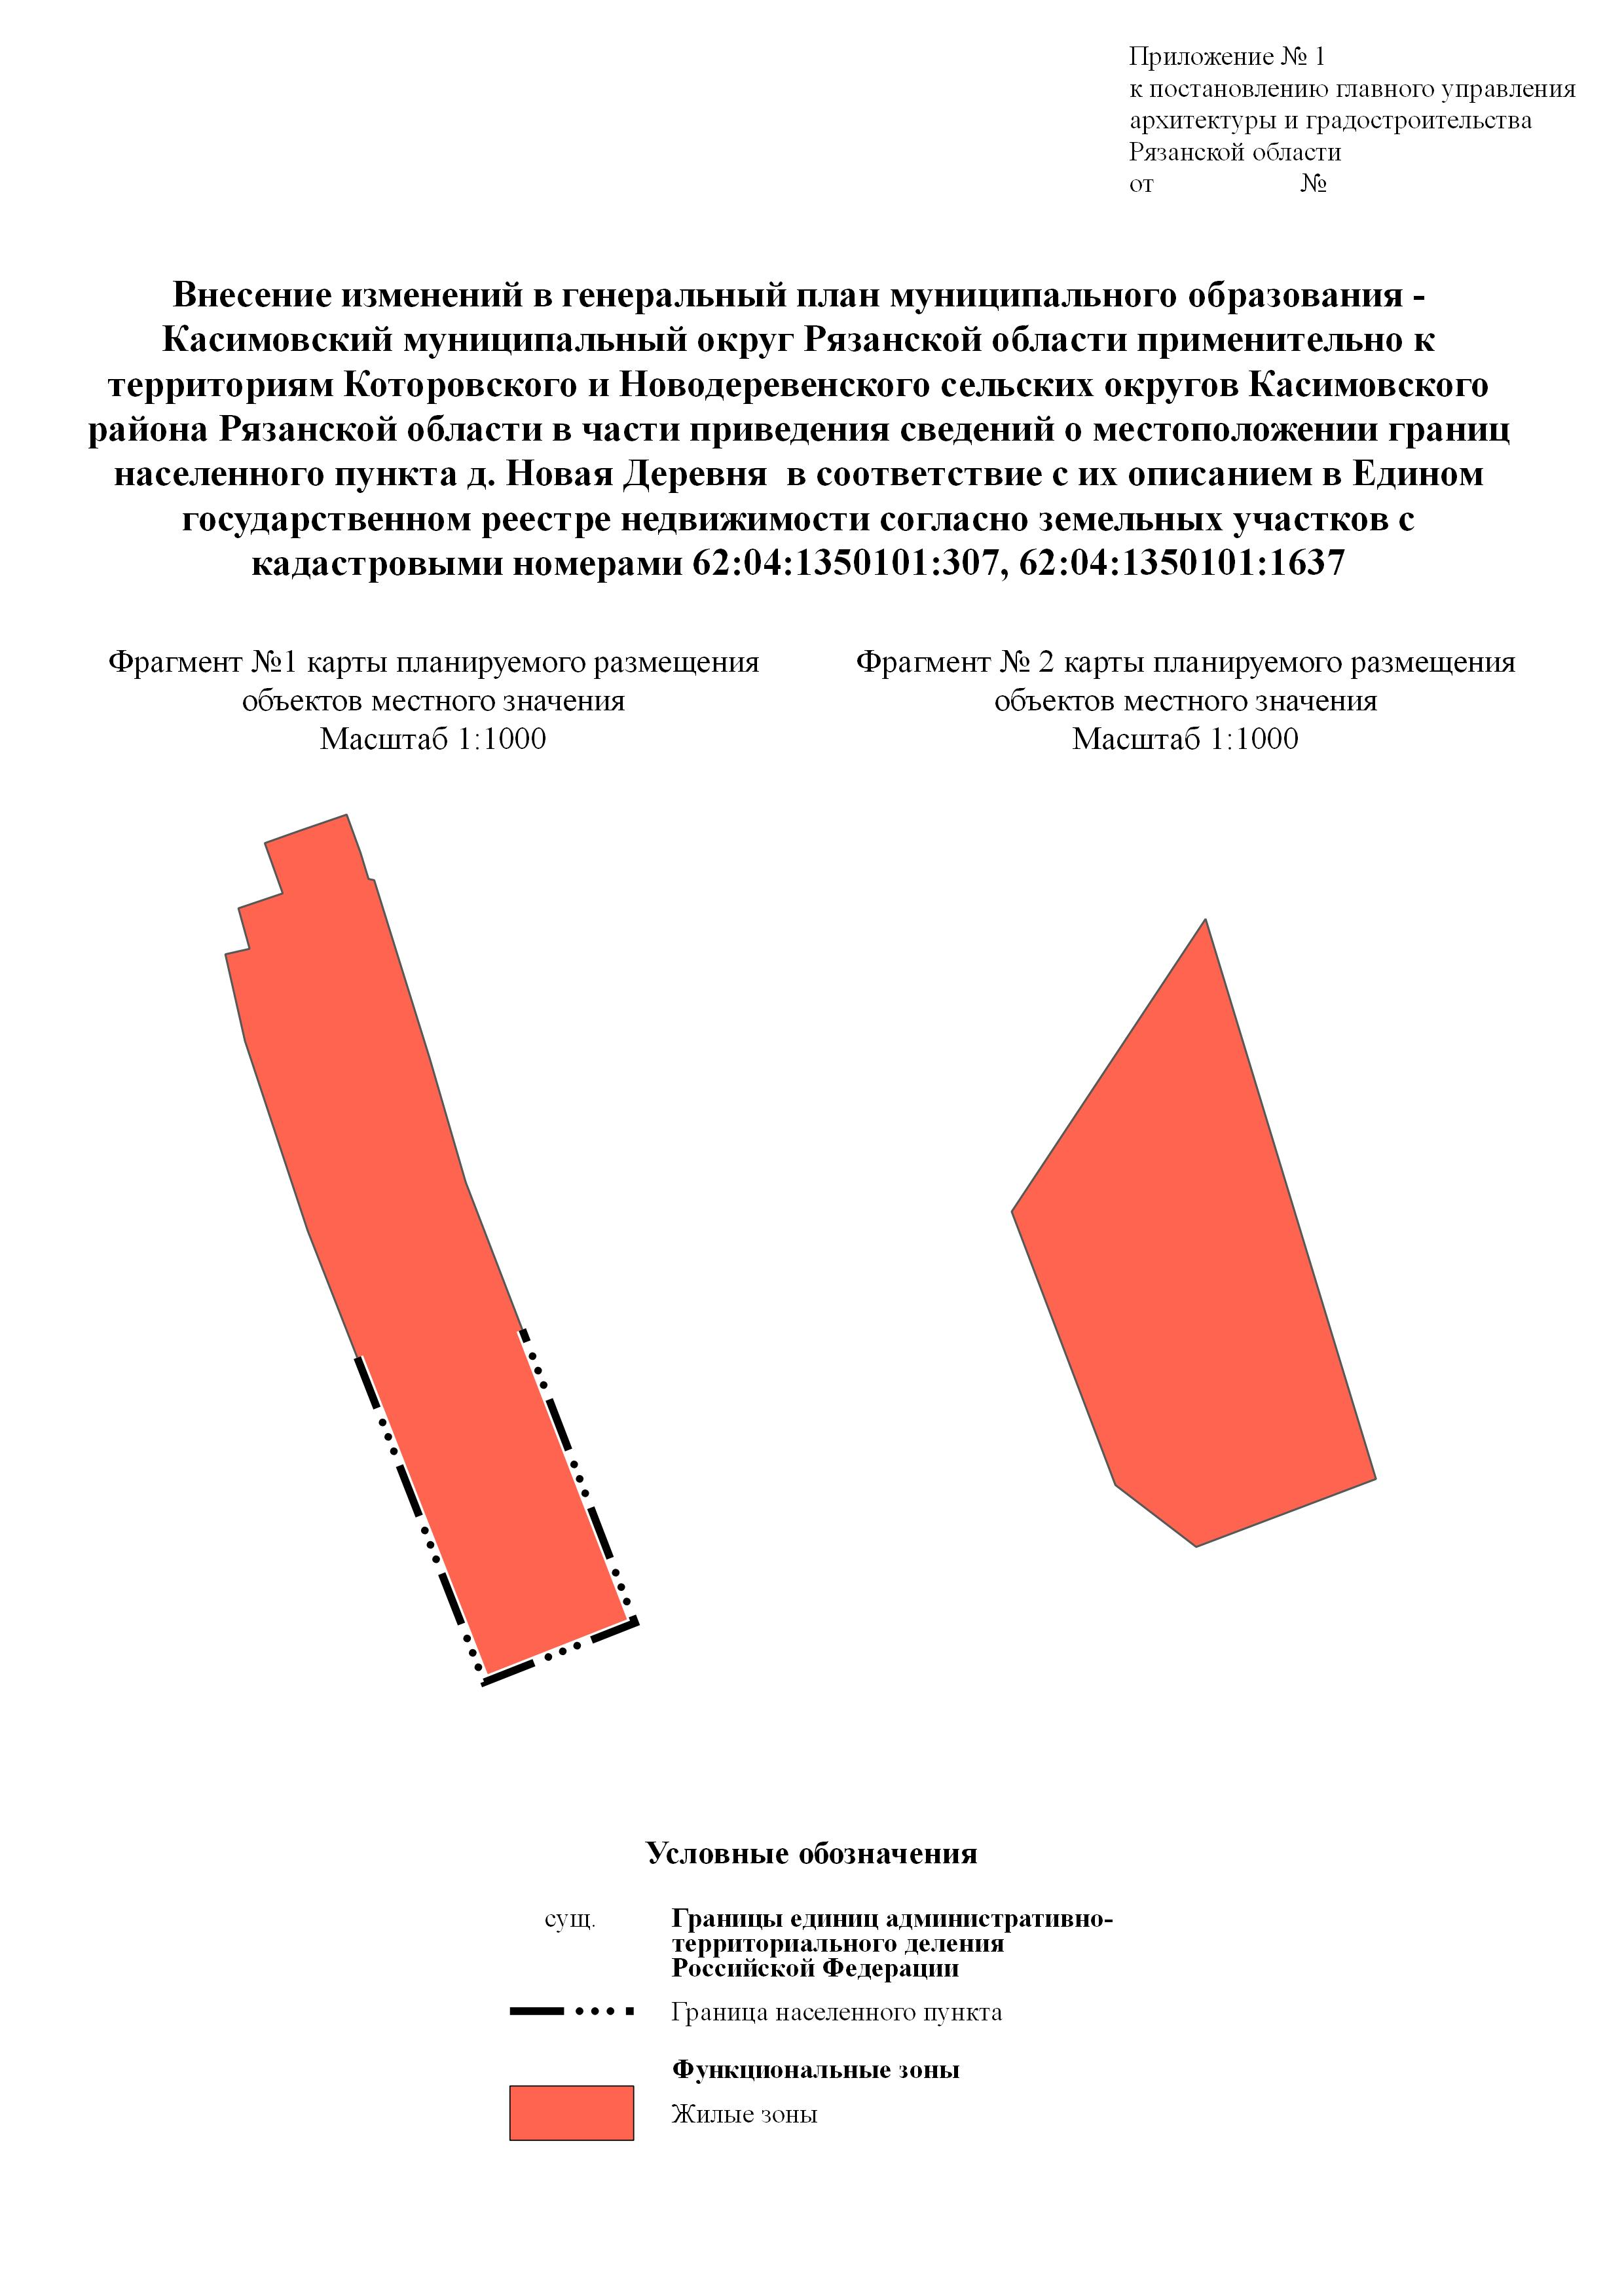 Приложение № 1
к постановлению главного управления
архитектуры и градостроительства
Рязанской области
от №
Внесение изменений в генеральный план муниципального образования -
Касимовский муниципальный округ Рязанской области применительно к
территориям Которовского и Новодеревенского сельских округов Касимовского
района Рязанской области в части приведения сведений о местоположении границ
населенного пункта д. Новая Деревня в соответствие с их описанием в Едином
государственном реестре недвижимости согласно земельных участков с
кадастровыми номерами 62:04:1350101:307, 62:04:1350101:1637
Фрагмент №1 карты планируемого размещения
объектов местного значения
Масштаб 1:1000
Фрагмент № 2 карты планируемого размещения
объектов местного значения
Масштаб 1:1000
Условные обозначения
сущ.
Границы единиц административно-
территориального деления
Российской Федерации
Граница населенного пункта
Функциональные зоны
Жилые зоны